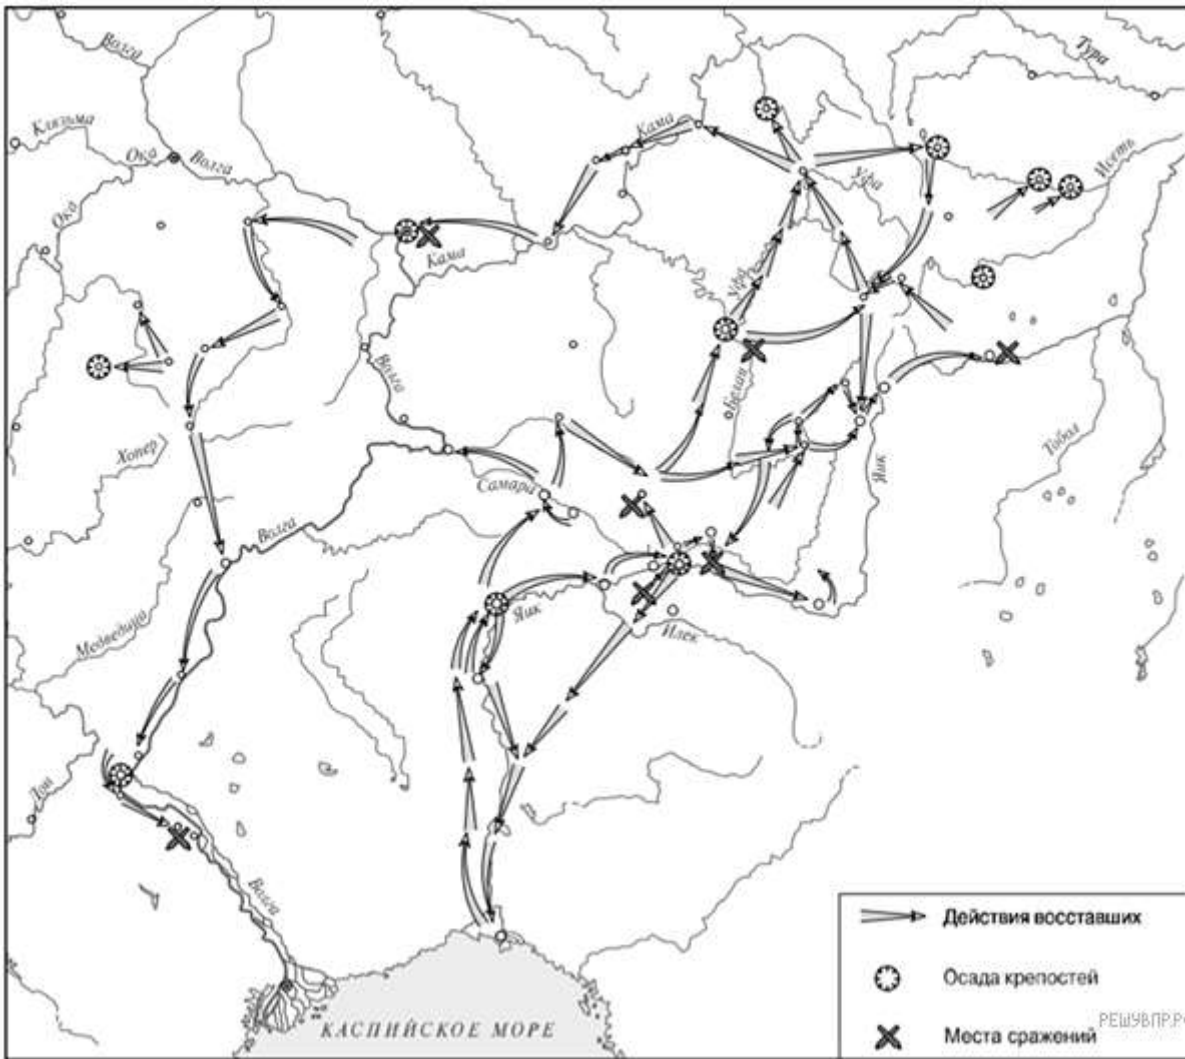 Волга
Тура
Клязьма
Ока
Волга
Кама
Исеть
Уфа
Ока
Кама
Уфа
Волга
Белая
Хопер
Тобол
Самара
Яик
Волга
Яик
Илек
Медведица
Дон
Волга
КАСПИЙСКОЕ МОРЕ
Действия восставших
Осада крепостей
Места сражений
РЕШУВПР.РФ